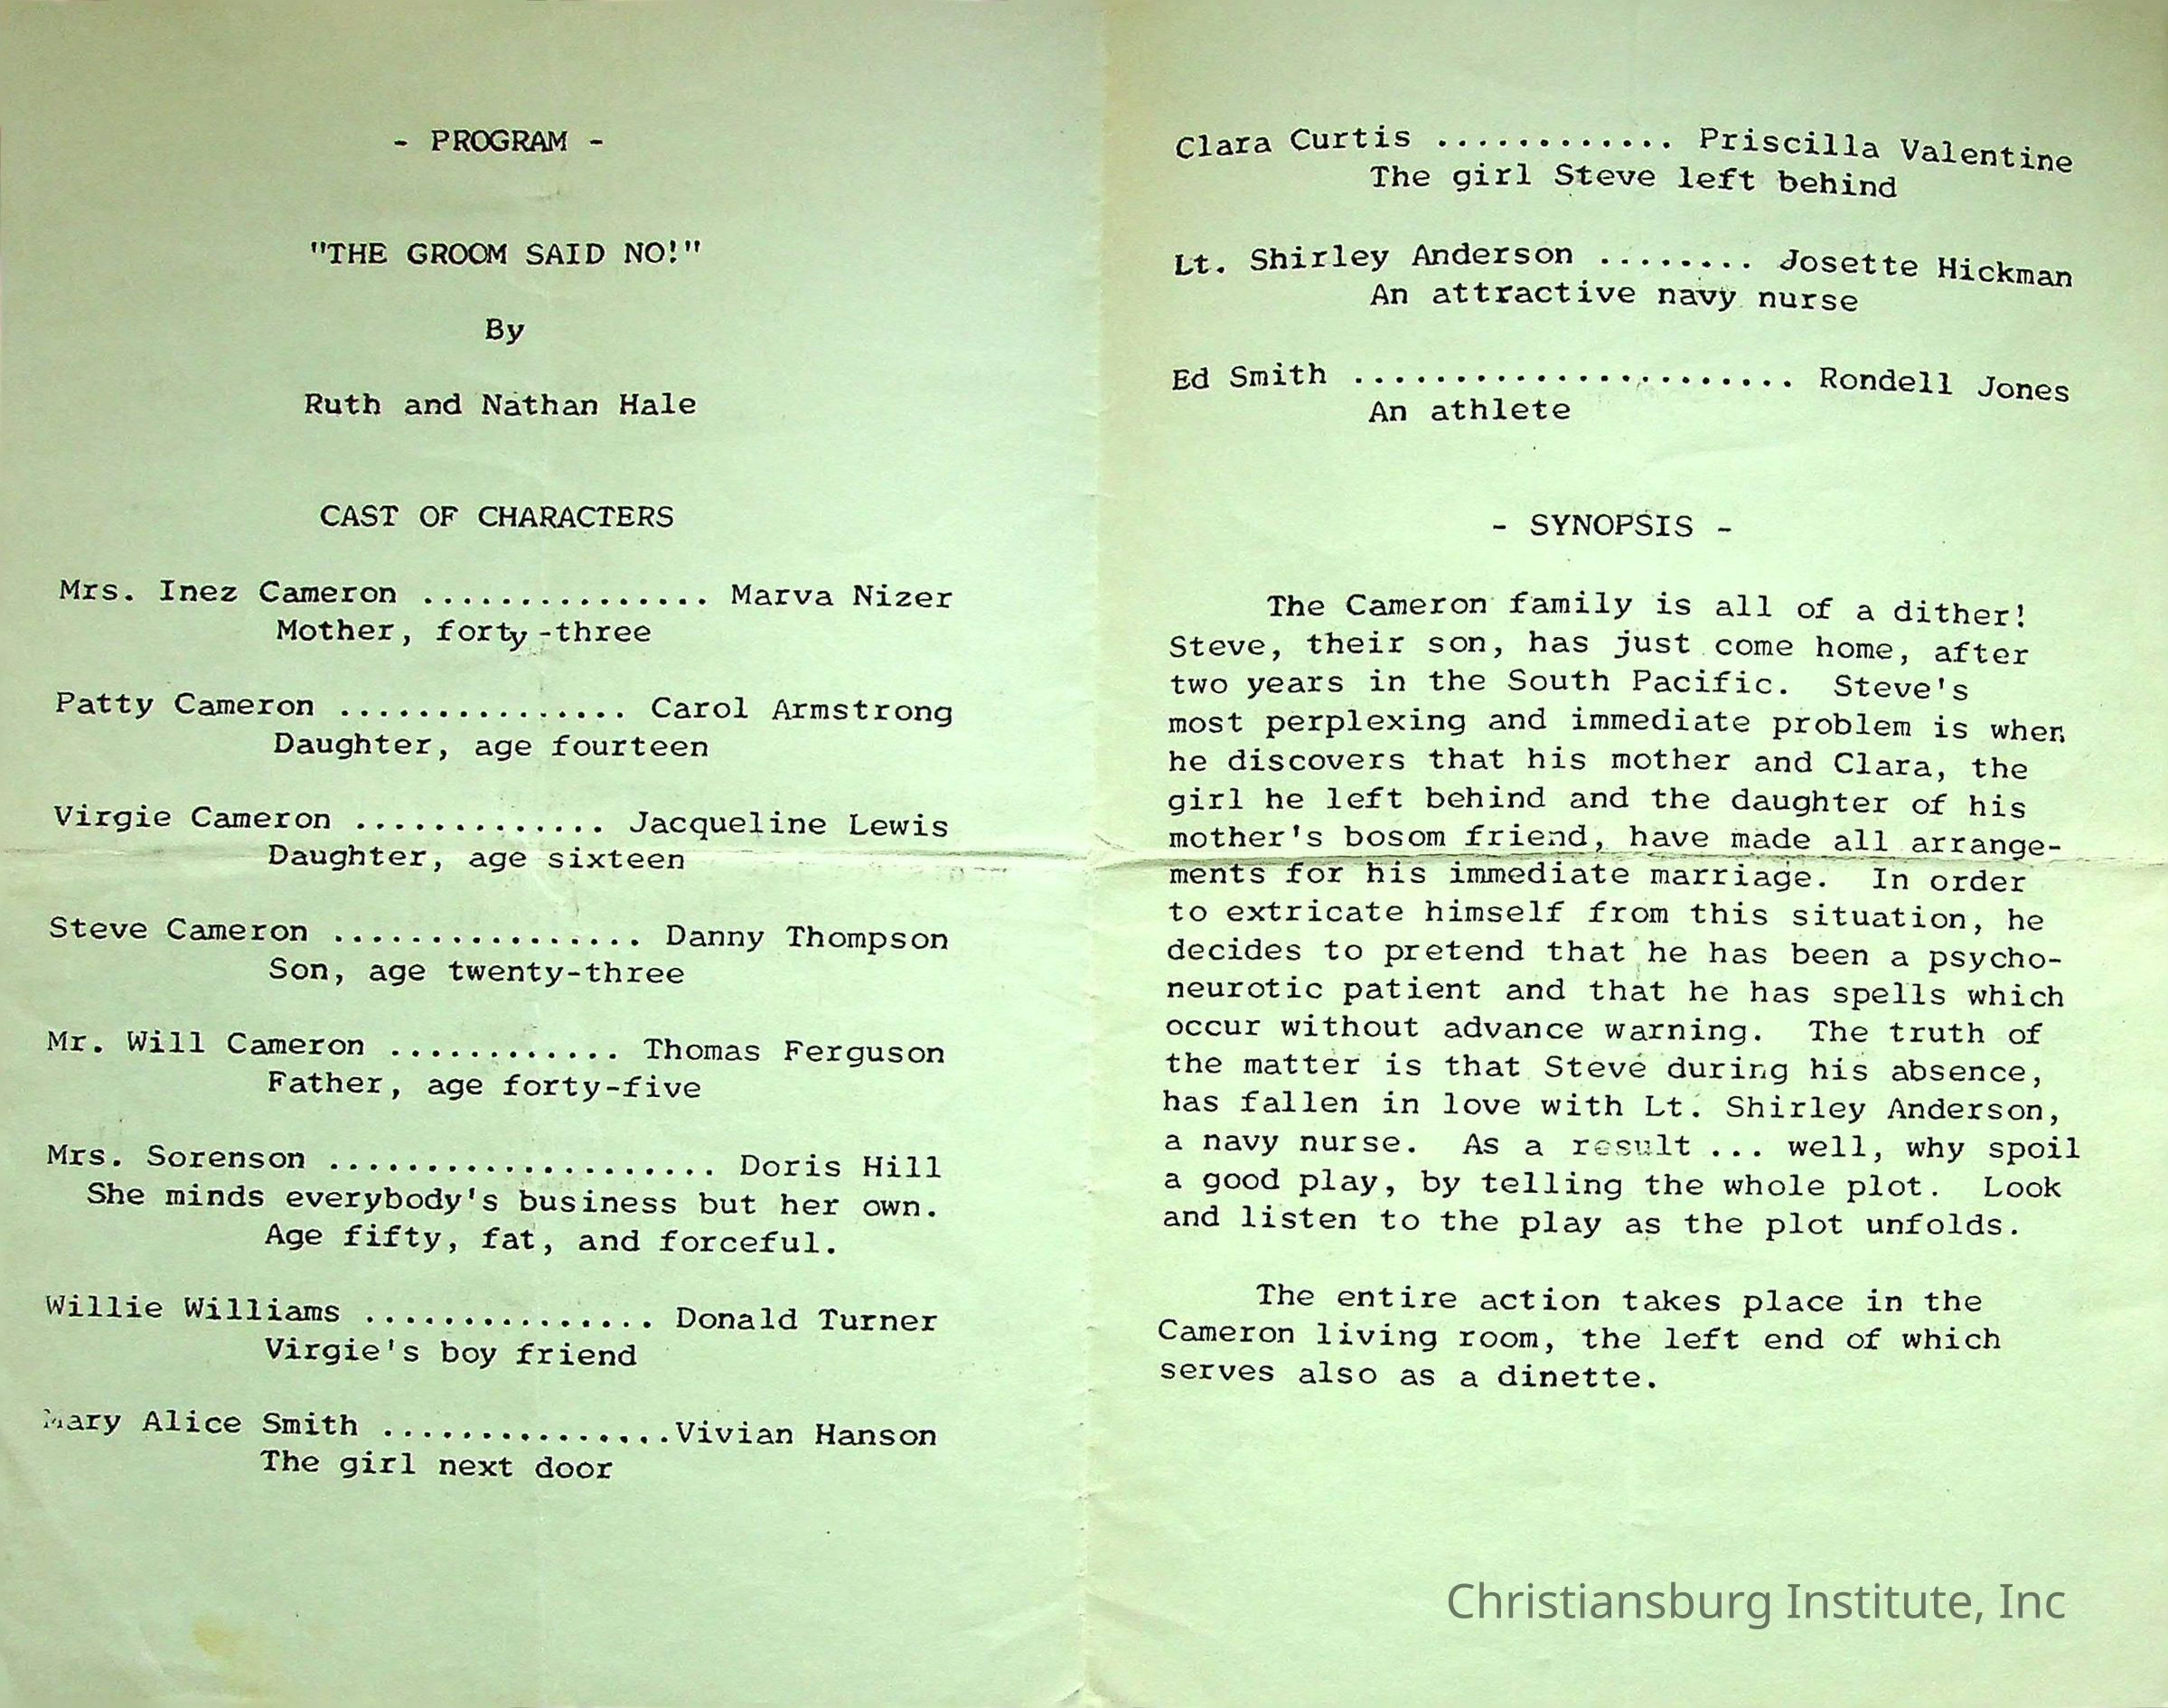 - PROGRAM -
"THE GROOM SAID NO!"
By
Ruth and Nathan Hale
CAST OF CHARACTERS
Mrs. Inez Cameron ............... Marva Nizer
Mother, forty-three
Patty Cameron ............... Carol Armstrong
Daughter, age fourteen
Virgie Cameron ............. Jacqueline Lewis
Daughter, age sixteen
Steve Cameron ................ Danny Thompson
Son, age twenty-three
Mr. Will Cameron ............ Thomas Ferguson
Father, age forty-five
Mrs. Sorenson .................... Doris Hill
She minds everybody's business but her own.
Age fifty, fat, and forceful.
Willie Williams ............... Donald Turner
Virgie's boy friend
Mary Alice Smith ...............Vivian Hanson
The girl next door
Clara Curtis ............ Priscilla Valentine
The girl Steve left behind
Lt. Shirley Anderson ........ Josette Hickman
An attractive navy nurse
Ed Smith ...................... Rondell Jones
An athlete
- SYNOPSIS -
The Cameron family is all of a dither!
Steve, their son, has just come home, after
two years in the South Pacific. Steve's
most perplexing and immediate problem is when
he discovers that his mother and Clara, the
girl he left behind and the daughter of his
mother's bosom friend, have made all arrange-
ments for his immediate marriage. In order
to extricate himself from this situation, he
decides to pretend that he has been a psycho-
neurotic patient and that he has spells which
occur without advance warning. The truth of
the matter is that Steve during his absence,
has fallen in love with Lt. Shirley Anderson,
a navy nurse. As a result ... well, why spoil
a good play, by telling the whole plot. Look
and listen to the play as the plot unfolds.
The entire action takes place in the
Cameron living room, the left end of which
serves also as a dinette.
Christiansburg Institute, Inc